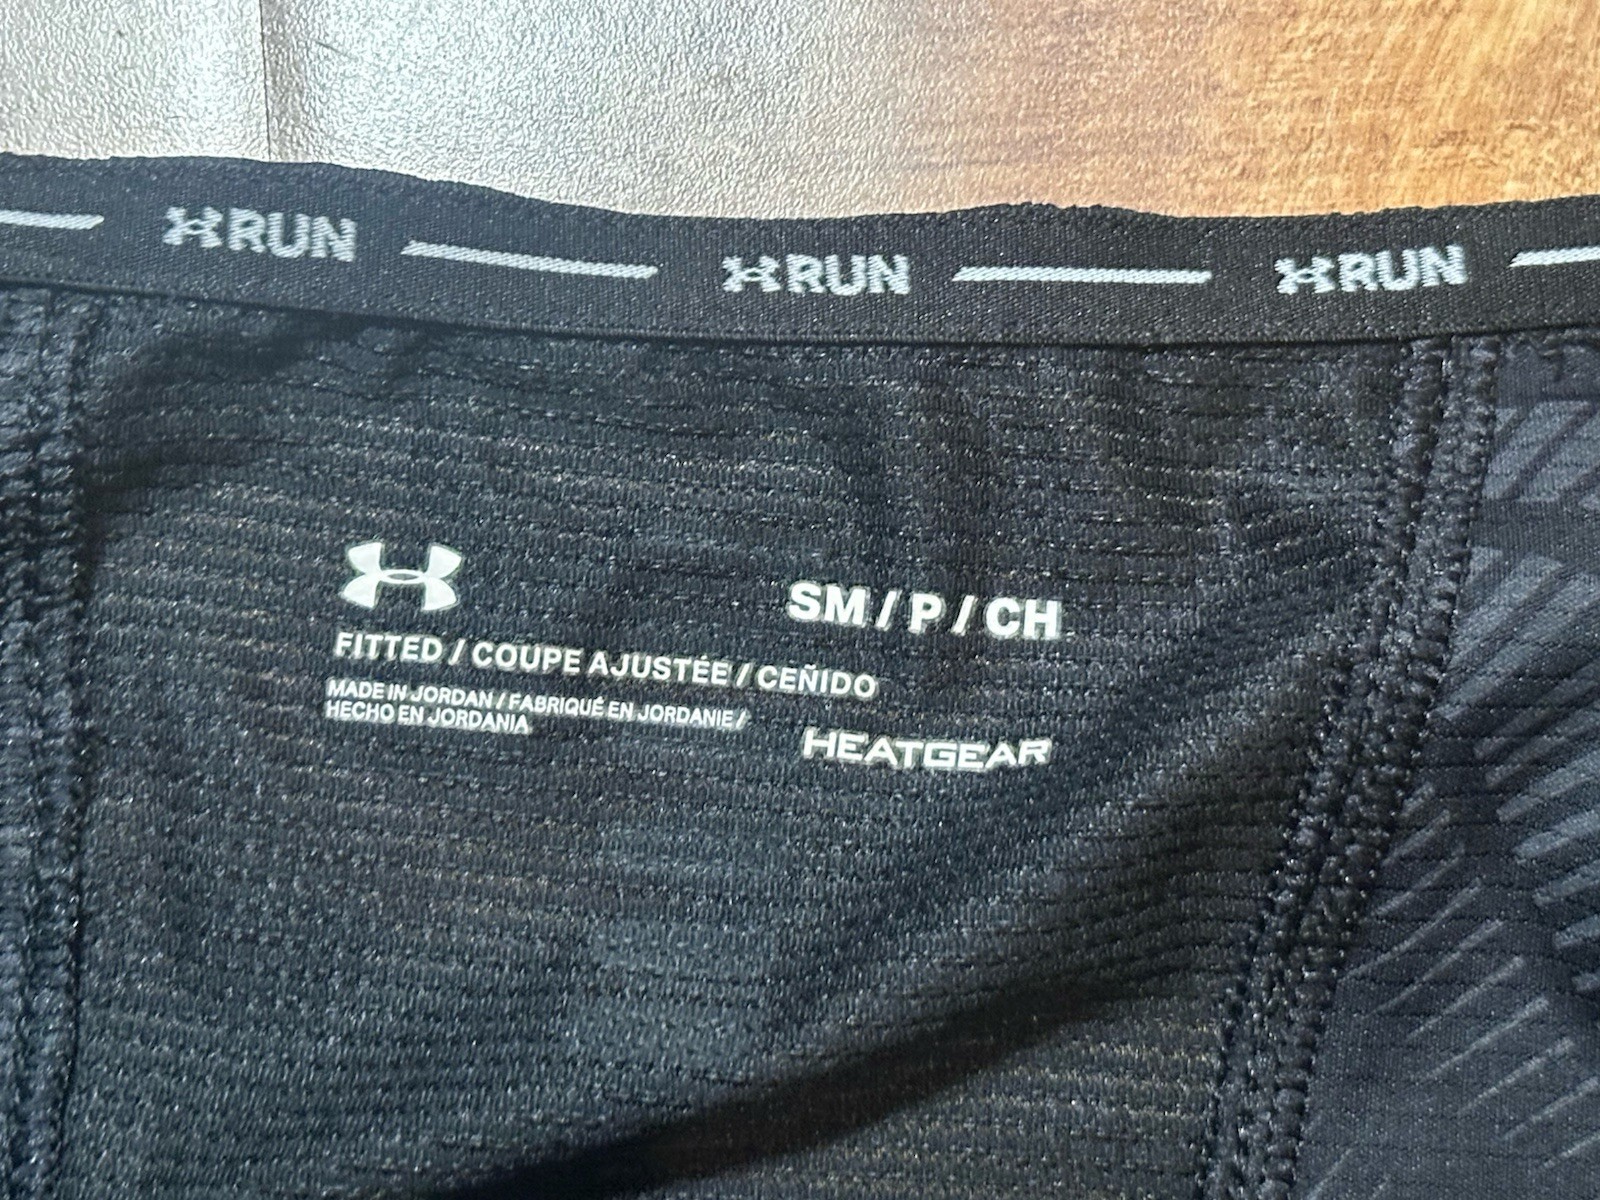 RUN RUN RUN
SM / P / CH
FITTED / COUPE AJUSTÉE / CEÑIDO
MADE IN JORDAN / FABRIQUÉ EN JORDANIE /
HECHO EN JORDANIA
HEATGEAR